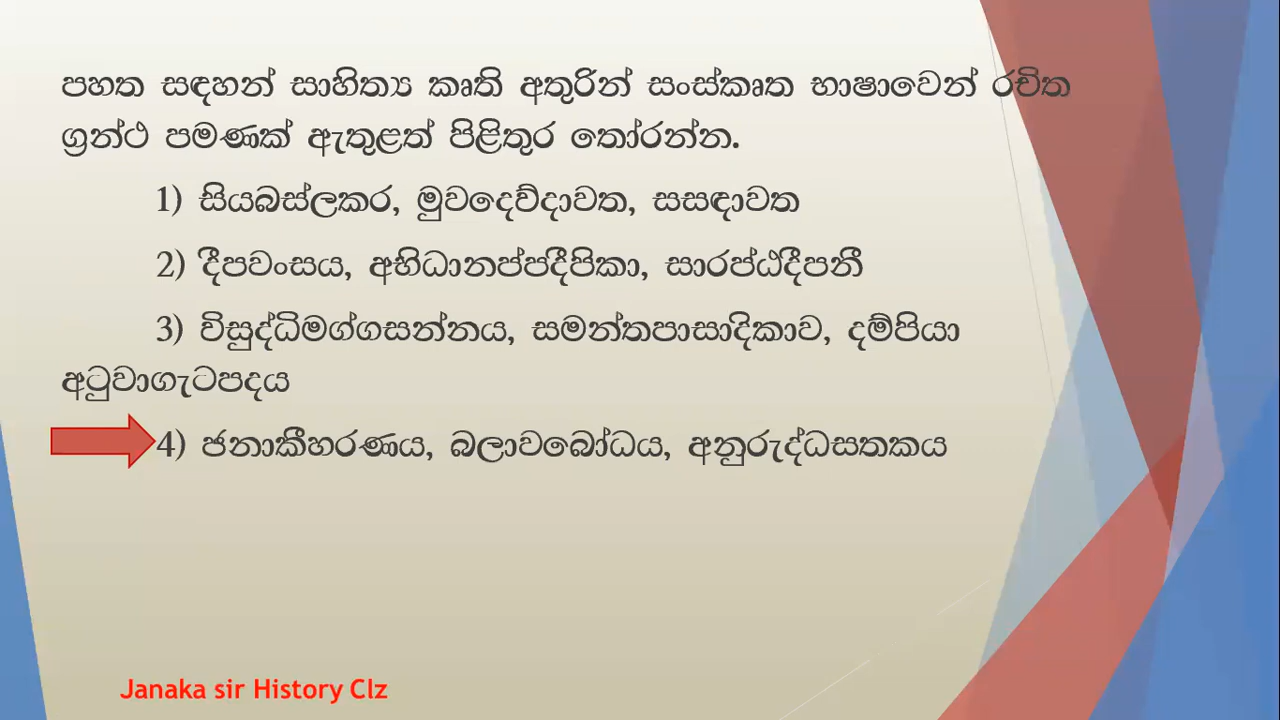 පහත සඳහන් සාහිත්‍ය කෘති අතුරින් සංස්කෘත භාෂාවෙන් රචිත
ග්‍රන්ථ පමණක් ඇතුළත් පිළිතුර තෝරන්න.
1) සියබස්ලකර, මුවදෙව්දාවත, සසඳාවත
2) දීපවංසය, අභිධානප්පදීපිකා, සාරප්ඨදීපනී
3) විසුද්ධිමග්ගසන්නය, සමන්තපාසාදිකාව, දම්පියා
අටුවාගැටපදය
4) ජනාකීහරණය, බලාවබෝධය, අනුරුද්ධසතකය
Janaka sir History Clz